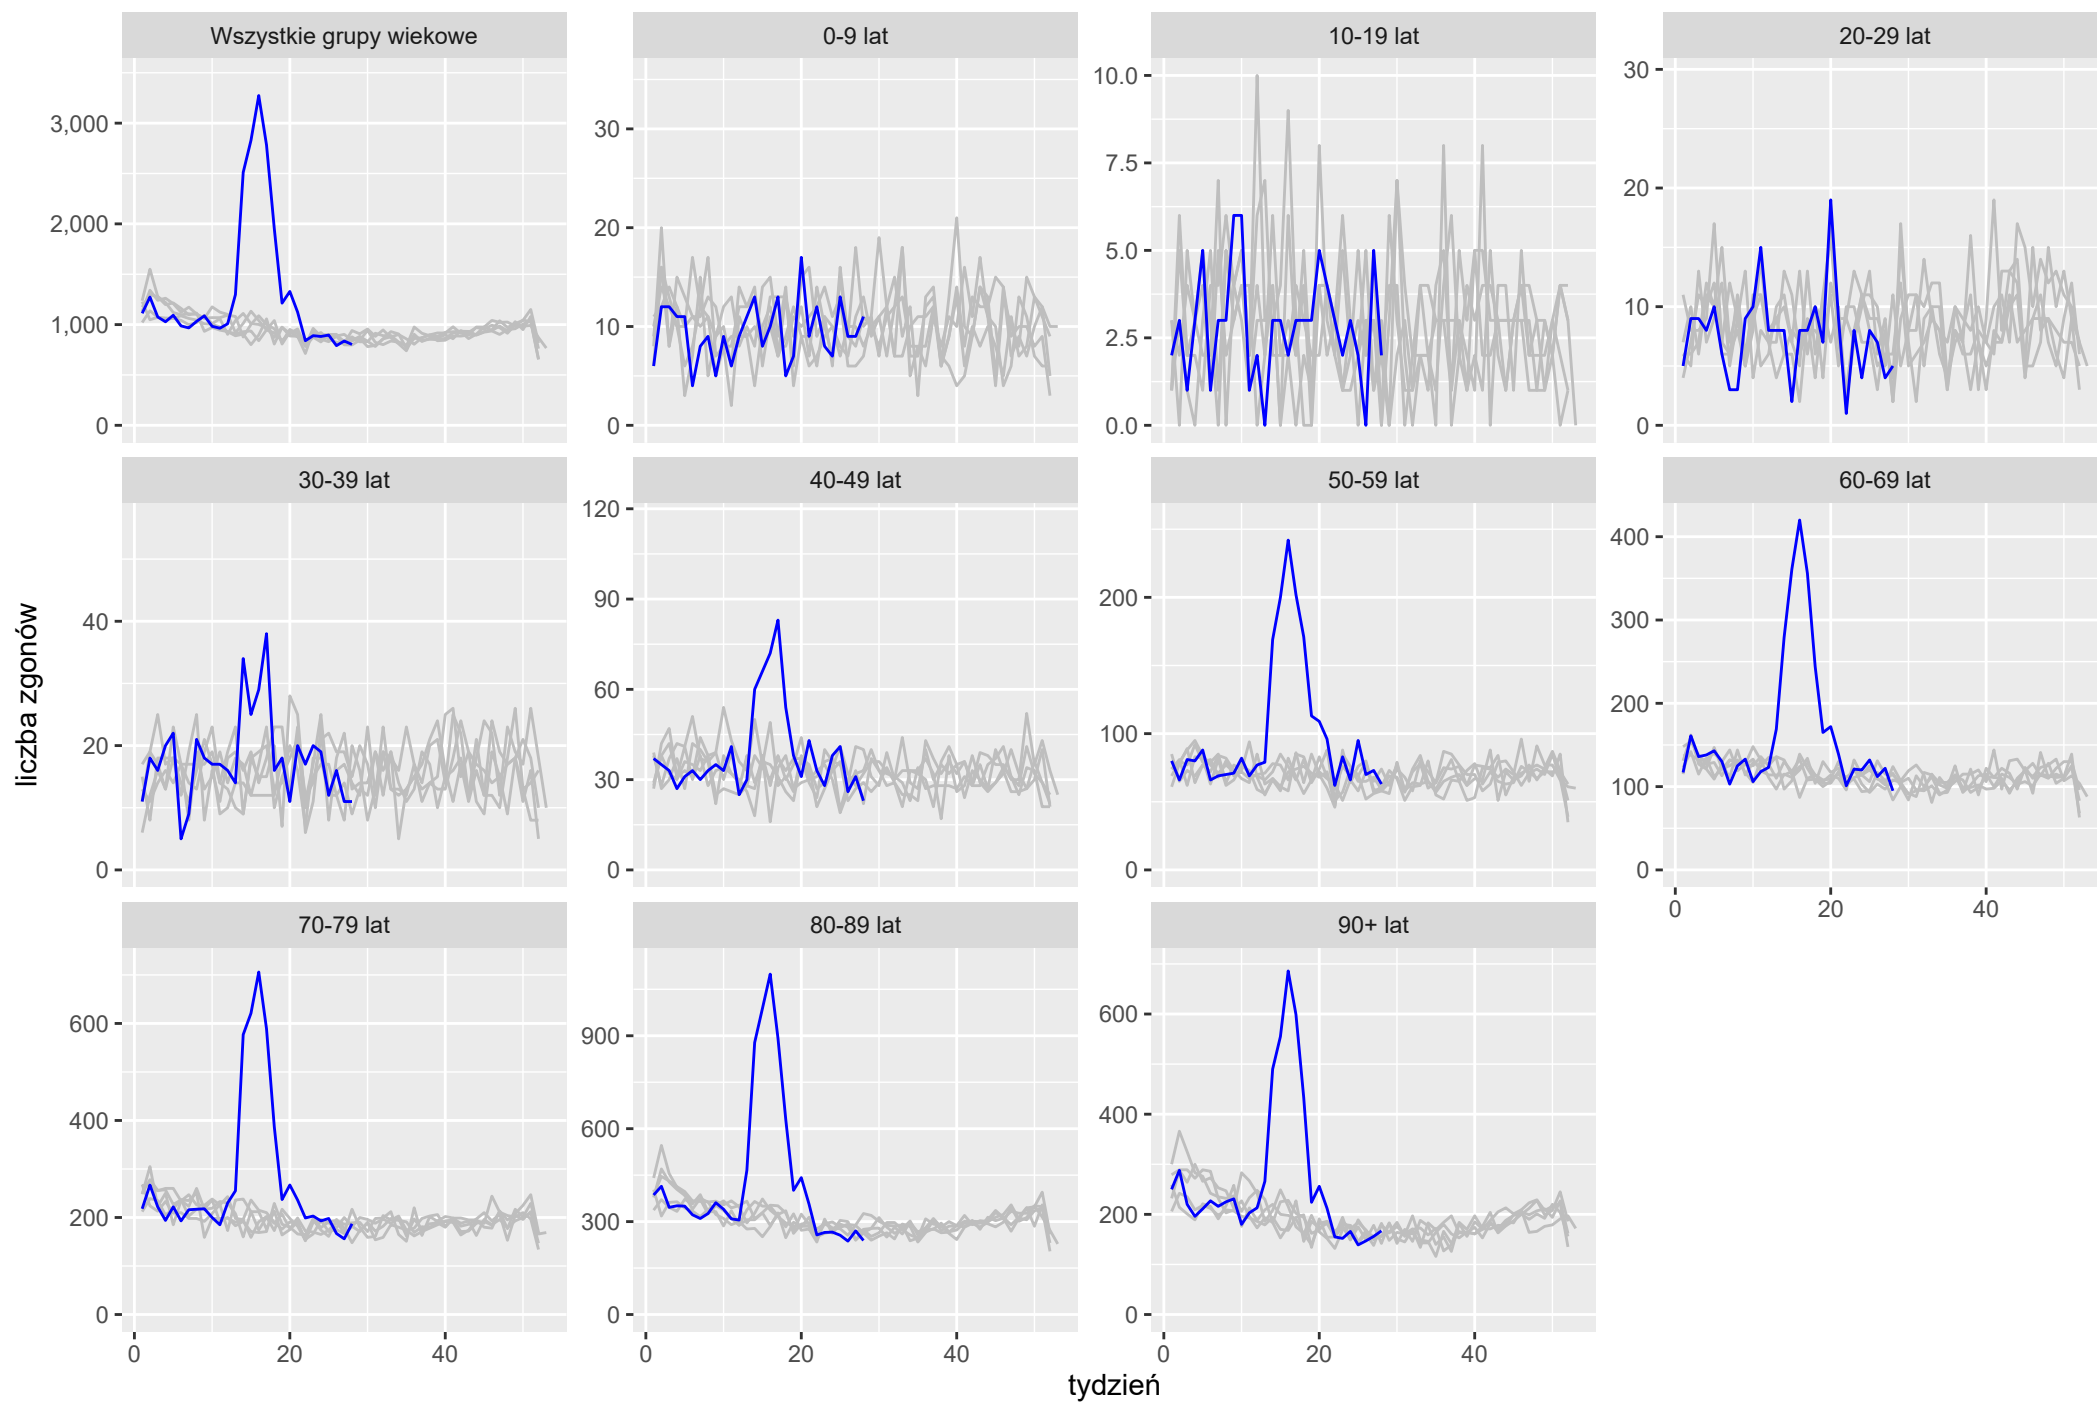 Wszystkie grupy wiekowe
0-9 lat
10-19 lat
20-29 lat
3,000
2,000
1,000
0
30
20
10
0
10.0
7.5
5.0
2.5
0.0
30
20
10
0
30-39 lat
40-49 lat
50-59 lat
60-69 lat
40
20
0
120
90
60
30
0
200
100
0
400
300
200
100
0
0 20 40
70-79 lat
80-89 lat
90+ lat
600
400
200
0
900
600
300
0
600
400
200
0
0 20 40
0 20 40
0 20 40
tydzień
liczba zgonów